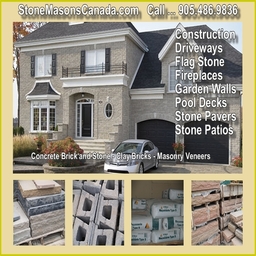 StoneMasonsCanada.com Call ... 905.486.9836
Construction
Driveways
Flag Stone
Fireplaces
Garden Walls
Pool Decks
Stone Pavers
Stone Patios
Concrete Brick and Stone - Clay Bricks - Masonry Veneers